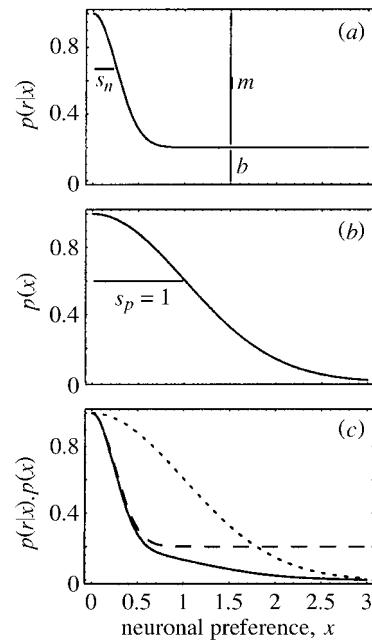 (a)
0.8
p(r|x)
s_n
m
0.4
b
0
(b)
0.8
p(x)
s_p = 1
0.4
0
(c)
0.8
p(r|x).p(x)
0.4
0
0 0.5 1 1.5 2 2.5 3
neuronal preference, x